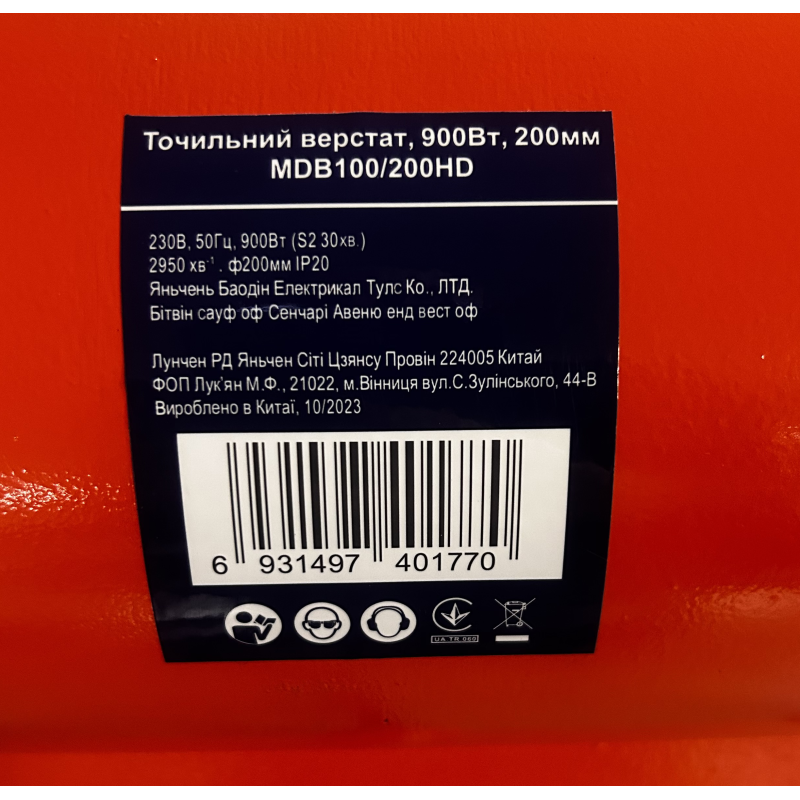 Точильний верстат, 900Вт, 200мм
MDB100/200HD
230В, 50Гц, 900Вт (S2 30хв.)
2950 хв⁻¹ . ф200мм IP20
Яньчень Баодін Електрикал Тулс Ко., ЛТД.
Бітвін сауф оф Сенчарі Авеню енд вест оф
Лунчен РД Яньчен Сіті Цзянсу Провін 224005 Китай
ФОП Лук'ян М.Ф., 21022, м.Вінниця вул.С.Зулінського, 44-В
Вироблено в Китаї, 10/2023
6 931497 401770
UA TR 060